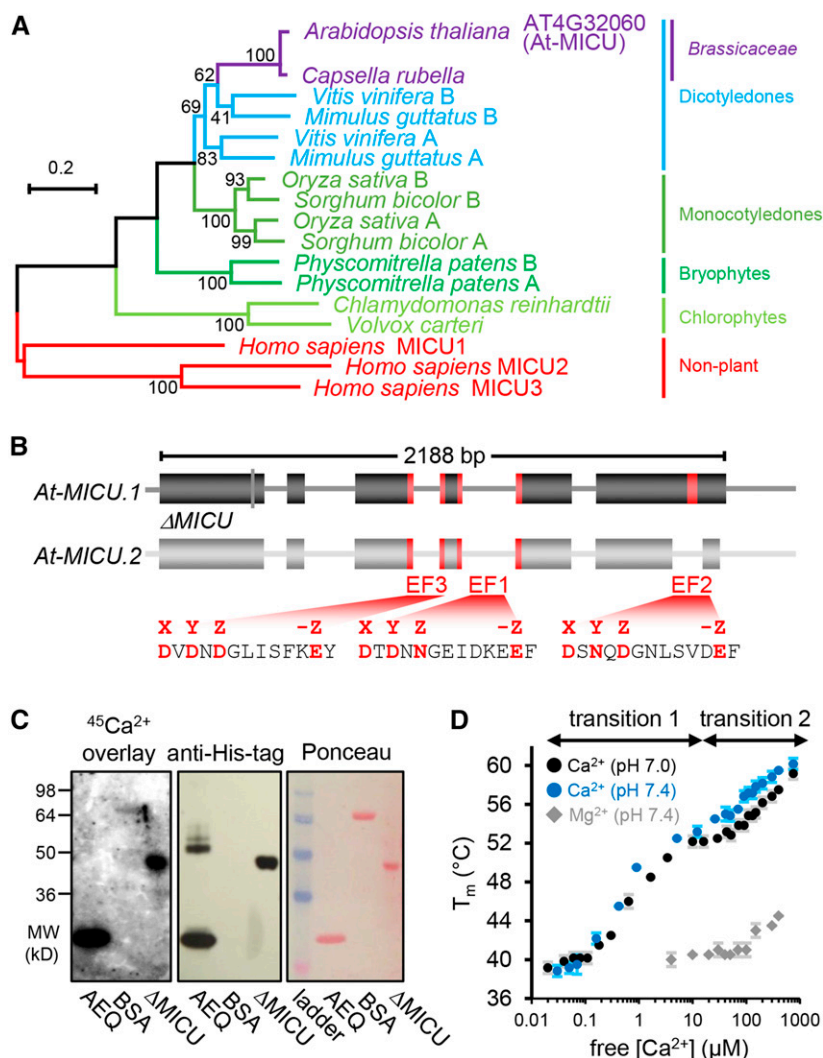 A
Arabidopsis thaliana AT4G32060
(At-MICU)
Brassicaceae
100
Capsella rubella
62
Vitis vinifera B
Dicotyledones
69
41
Mimulus guttatus B
Vitis vinifera A
83
Mimulus guttatus A
0.2
93
Oryza sativa B
Sorghum bicolor B
100
Oryza sativa A
Monocotyledones
99
Sorghum bicolor A
Physcomitrella patens B
Bryophytes
100
Physcomitrella patens A
Chlamydomonas reinhardtii
Chlorophytes
100
Volvox carteri
Homo sapiens MICU1
Homo sapiens MICU2
Non-plant
100
Homo sapiens MICU3
B
2188 bp
At-MICU.1
ΔMICU
At-MICU.2
EF3 EF1 EF2
X Y Z -Z X Y Z -Z X Y Z -Z
DVDNDGLISFKEY DTDNNGEIDKEEF DSNQDGNLSVDEF
C
45Ca2+
overlay
anti-His-tag
Ponceau
98
64
50
36
MW
(kD)
AEQ BSA ΔMICU
AEQ BSA ΔMICU
ladder AEQ BSA ΔMICU
D
transition 1 transition 2
Ca2+ (pH 7.0)
Ca2+ (pH 7.4)
Mg2+ (pH 7.4)
Tm (°C)
60
56
52
48
44
40
36
0.01 0.1 1 10 100 1000
free [Ca2+] (µM)